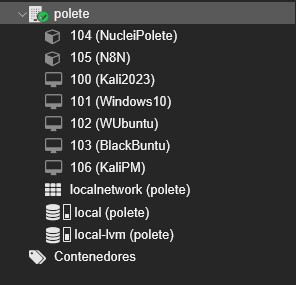 polete
104 (NucleiPolete)
105 (N8N)
100 (Kali2023)
101 (Windows10)
102 (WUbuntu)
103 (BlackBuntu)
106 (KaliPM)
localnetwork (polete)
local (polete)
local-lvm (polete)
Contenedores